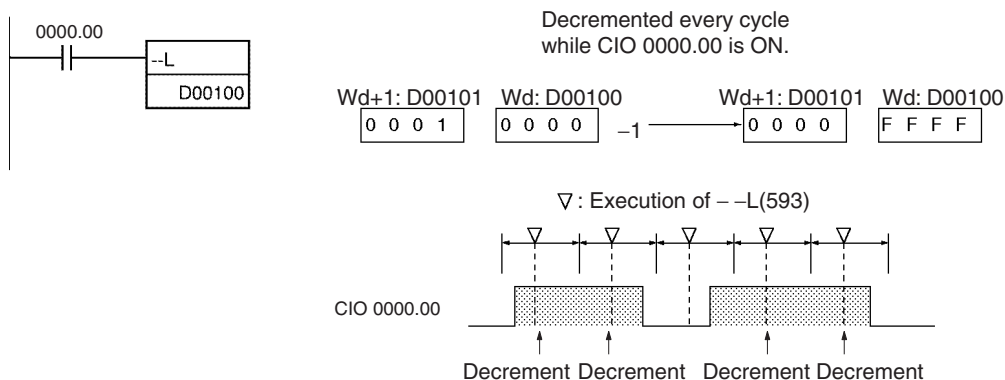 0000.00
--L
D00100
Decremented every cycle
while CIO 0000.00 is ON.
Wd+1: D00101 Wd: D00100 Wd+1: D00101 Wd: D00100
0 0 0 1 0 0 0 0 −1 0 0 0 0 F F F F
: Execution of – –L(593)
CIO 0000.00
Decrement Decrement Decrement Decrement